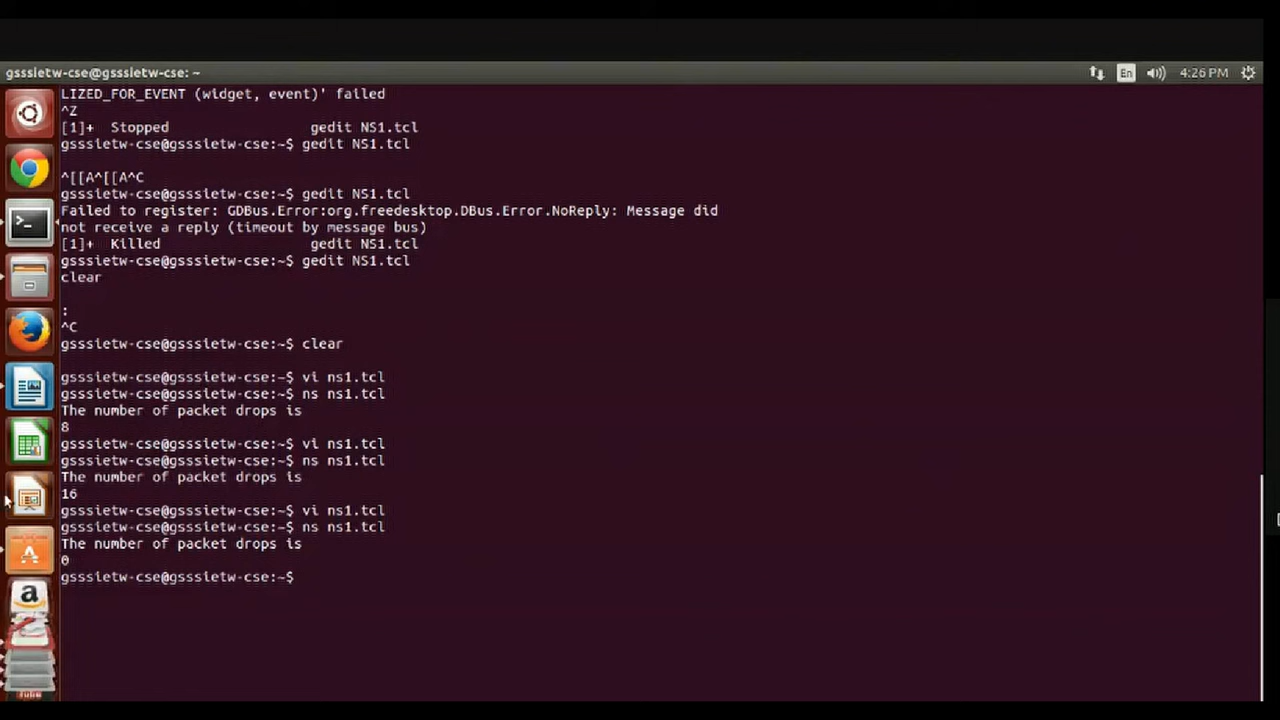 gsssietw-cse@gsssietw-cse: ~
En
4:26 PM
LIZED_FOR_EVENT (widget, event)' failed
^Z
[1]+  Stopped                 gedit NS1.tcl
gsssietw-cse@gsssietw-cse:~$ gedit NS1.tcl
^[[A^[[A^C
gsssietw-cse@gsssietw-cse:~$ gedit NS1.tcl
Failed to register: GDBus.Error:org.freedesktop.DBus.Error.NoReply: Message did
not receive a reply (timeout by message bus)
[1]+  Killed                  gedit NS1.tcl
gsssietw-cse@gsssietw-cse:~$ gedit NS1.tcl
clear
:
^C
gsssietw-cse@gsssietw-cse:~$ clear
gsssietw-cse@gsssietw-cse:~$ vi ns1.tcl
gsssietw-cse@gsssietw-cse:~$ ns ns1.tcl
The number of packet drops is
8
gsssietw-cse@gsssietw-cse:~$ vi ns1.tcl
gsssietw-cse@gsssietw-cse:~$ ns ns1.tcl
The number of packet drops is
16
gsssietw-cse@gsssietw-cse:~$ vi ns1.tcl
gsssietw-cse@gsssietw-cse:~$ ns ns1.tcl
The number of packet drops is
0
gsssietw-cse@gsssietw-cse:~$